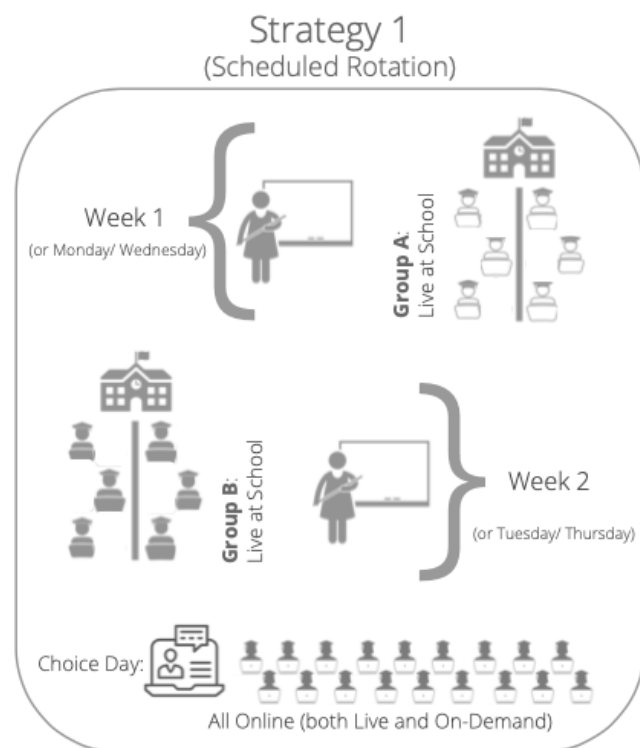 Strategy 1
(Scheduled Rotation)
Week 1
(or Monday/ Wednesday)
Group A:
Live at School
Group B:
Live at School
Week 2
(or Tuesday/ Thursday)
Choice Day:
All Online (both Live and On-Demand)